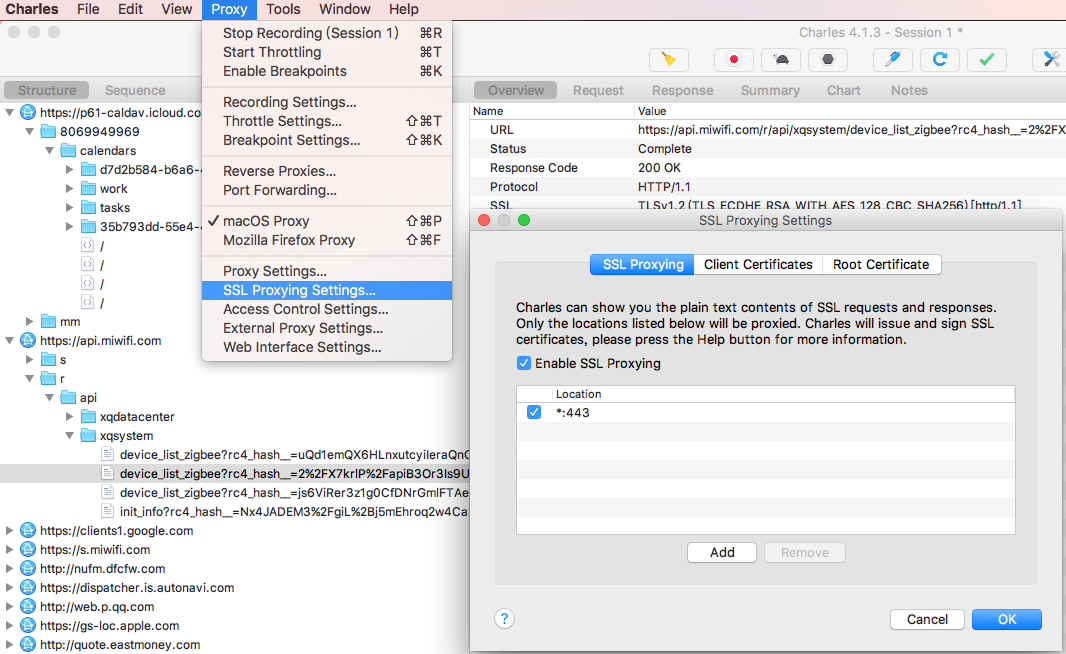 Charles File Edit View Proxy Tools Window Help
Charles 4.1.3 - Session 1 *
Stop Recording (Session 1) ⌘R
Start Throttling ⌘T
Enable Breakpoints ⌘K
Recording Settings...
Throttle Settings... ⇧⌘T
Breakpoint Settings... ⇧⌘K
Reverse Proxies...
Port Forwarding...
✓ macOS Proxy ⇧⌘P
Mozilla Firefox Proxy ⇧⌘F
Proxy Settings...
SSL Proxying Settings...
Access Control Settings...
External Proxy Settings...
Web Interface Settings...
Structure Sequence
https://p61-caldav.icloud.co
8069949969
calendars
d7d2b584-b6a6-
work
tasks
35b793dd-55e4-
/
/
/
/
mm
https://api.miwifi.com
s
r
api
xqdatacenter
xqsystem
device_list_zigbee?rc4_hash__=uQd1emQX6HLnxutcyiIeraQn
device_list_zigbee?rc4_hash__=2%2FX7krIP%2FapiB3Or3Is9U
device_list_zigbee?rc4_hash__=js6ViRer3z1g0CfDNrGmlFTAe
init_info?rc4_hash__=Nx4JADEM3%2FgiL%2Bj5mEhroq2w4Ca
https://clients1.google.com
https://s.miwifi.com
http://nufm.dfcfw.com
https://dispatcher.is.autonavi.com
http://web.p.qq.com
https://gs-loc.apple.com
http://quote.eastmoney.com
Overview Request Response Summary Chart Notes
Name Value
URL https://api.miwifi.com/r/api/xqsystem/device_list_zigbee?rc4_hash__=2%2FX
Status Complete
Response Code 200 OK
Protocol HTTP/1.1
SSL TLSv1.2 (TLS_ECDHE_RSA_WITH_AES_128_CBC_SHA256) [http/1.1]
SSL Proxying Settings
SSL Proxying Client Certificates Root Certificate
Charles can show you the plain text contents of SSL requests and responses.
Only the locations listed below will be proxied. Charles will issue and sign SSL
certificates, please press the Help button for more information.
Enable SSL Proxying
Location
*:443
Add Remove
? Cancel OK